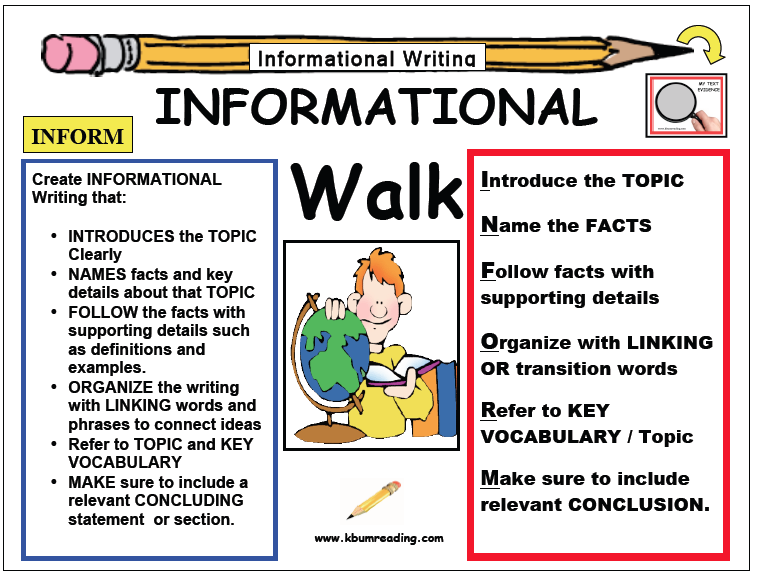 Informational Writing
INFORMATIONAL
Walk
MY TEXT
EVIDENCE
www.kbumreading.com
INFORM
Create INFORMATIONAL
Writing that:
• INTRODUCES the TOPIC
Clearly
• NAMES facts and key
details about that TOPIC
• FOLLOW the facts with
supporting details such
as definitions and
examples.
• ORGANIZE the writing
with LINKING words and
phrases to connect ideas
• Refer to TOPIC and KEY
VOCABULARY
• MAKE sure to include a
relevant CONCLUDING
statement or section.
Introduce the TOPIC
Name the FACTS
Follow facts with
supporting details
Organize with LINKING
OR transition words
Refer to KEY
VOCABULARY / Topic
Make sure to include
relevant CONCLUSION.
www.kbumreading.com